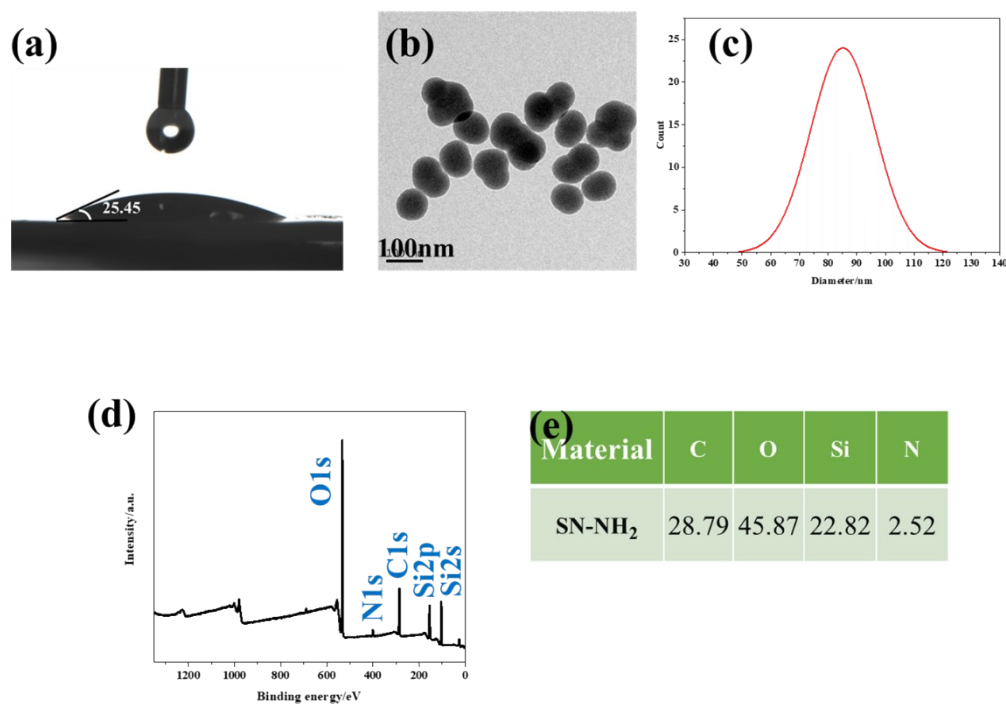 (a)
25.45
(b)
100nm
(c)
25
20
15
10
5
0
Count
30 40 50 60 70 80 90 100 110 120 130 140
Diameter/nm
(d)
Intensity/a.u.
O1s
N1s
C1s
Si2p
Si2s
1200 1000 800 600 400 200 0
Binding energy/eV
(e)
Material C O Si N
SN-NH₂ 28.79 45.87 22.82 2.52